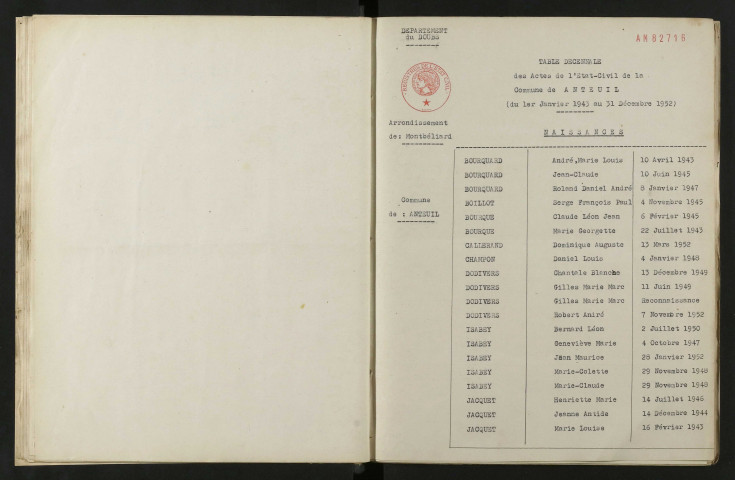 DEPARTEMENT
du DOUBS
AM 82716
TABLE DECENNALE
des Actes de l'Etat-Civil de la
Commune de ANTEUIL
(du 1er Janvier 1943 au 31 Décembre 1952)
Arrondissement
de: Montbéliard
NAISSANCES
Commune
de : ANTEUIL
BOURQUARD André,Marie Louis 10 Avril 1943
BOURQUARD Jean-Claude 10 Juin 1945
BOURQUARD Roland Daniel André 8 Janvier 1947
BOILLOT Serge François Paul 4 Novembre 1945
BOURQUE Claude Léon Jean 6 Février 1945
BOURQUE Marie Georgette 22 Juillet 1943
CALLERAND Dominique Auguste 13 Mars 1952
CHAMPON Daniel Louis 4 Janvier 1948
DODIVERS Chantale Blanche 13 Décembre 1949
DODIVERS Gilles Marie Marc 11 Juin 1949
DODIVERS Gilles Marie Marc Reconnaissance
DODIVERS Robert André 7 Novembre 1952
ISABEY Bernard Léon 2 Juillet 1950
ISABEY Geneviève Marie 4 Octobre 1947
ISABEY Jean Maurice 28 Janvier 1952
ISABEY Marie-Colette 29 Novembre 1948
ISABEY Marie-Claude 29 Novembre 1948
JACQUET Henriette Marie 14 Juillet 1946
JACQUET Jeanne Antide 14 Décembre 1944
JACQUET Marie Louise 16 Février 1943